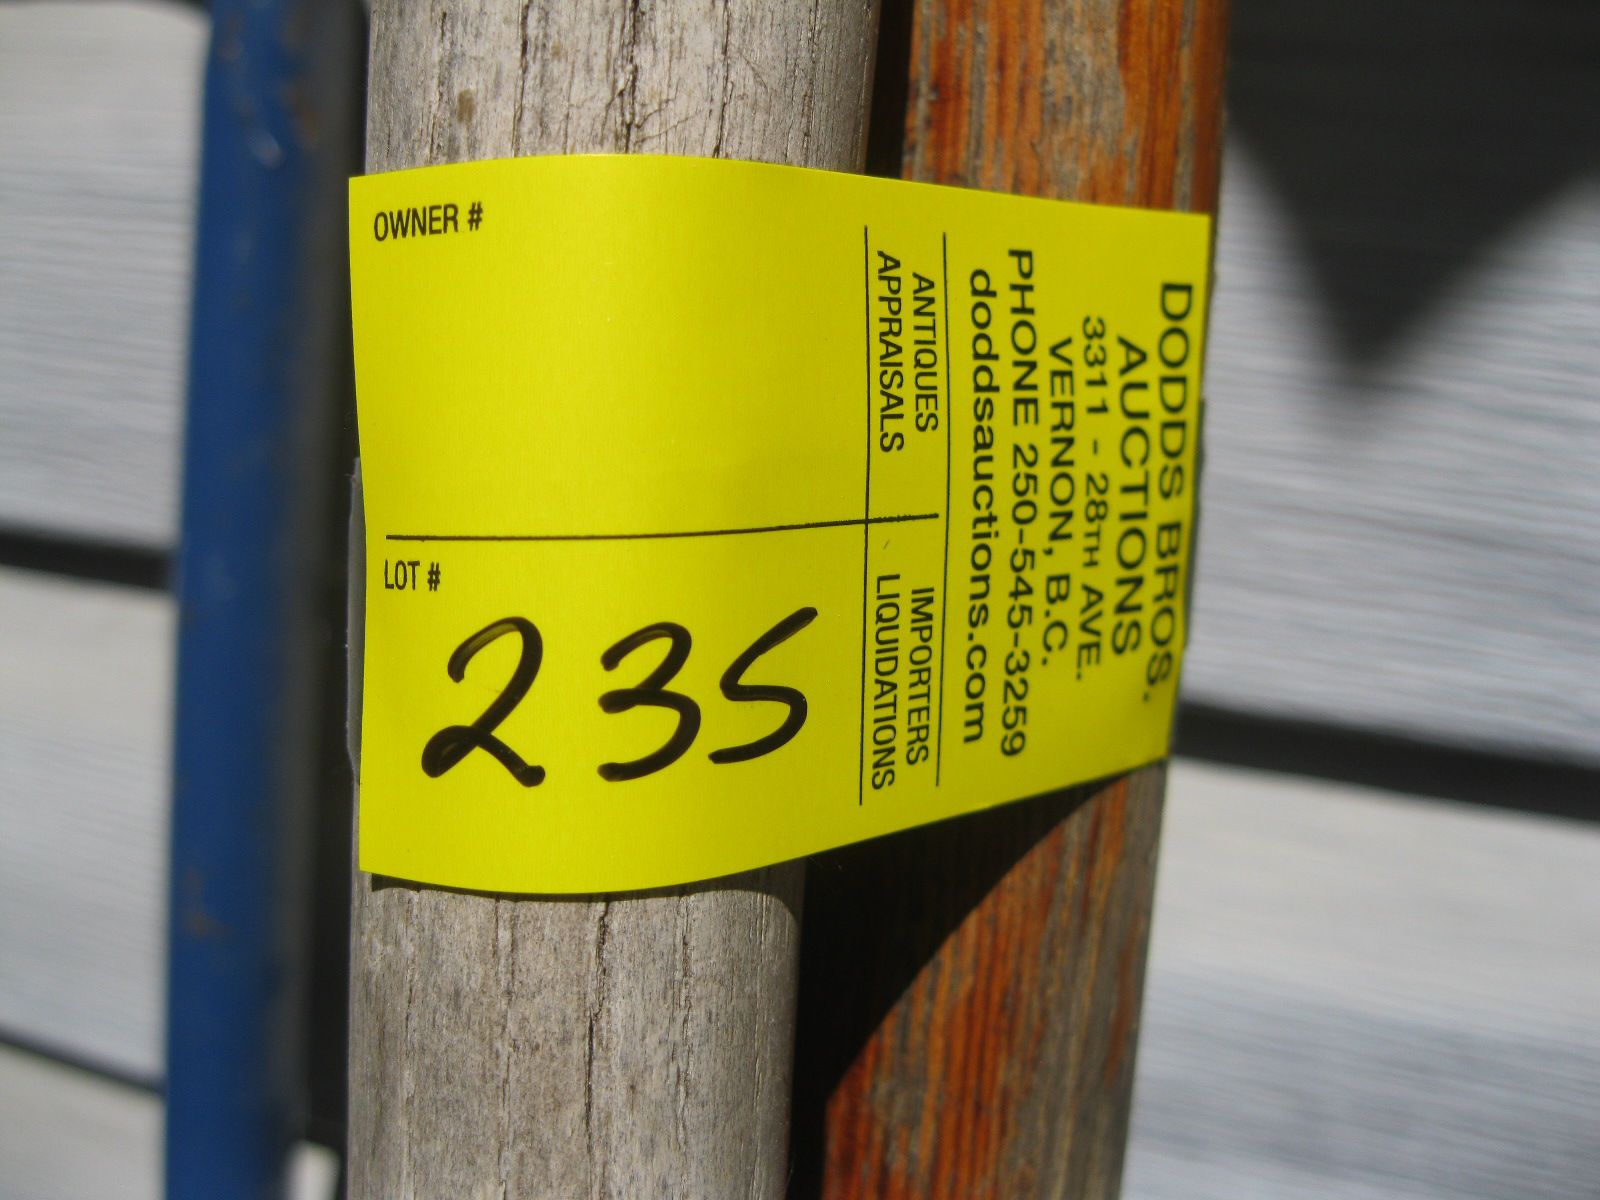 DODDS BROS.
AUCTIONS
3311 - 28TH AVE.
VERNON, B.C.
PHONE 250-545-3259
doddsauctions.com
ANTIQUES IMPORTERS
APPRAISALS LIQUIDATIONS
OWNER #
LOT #
235